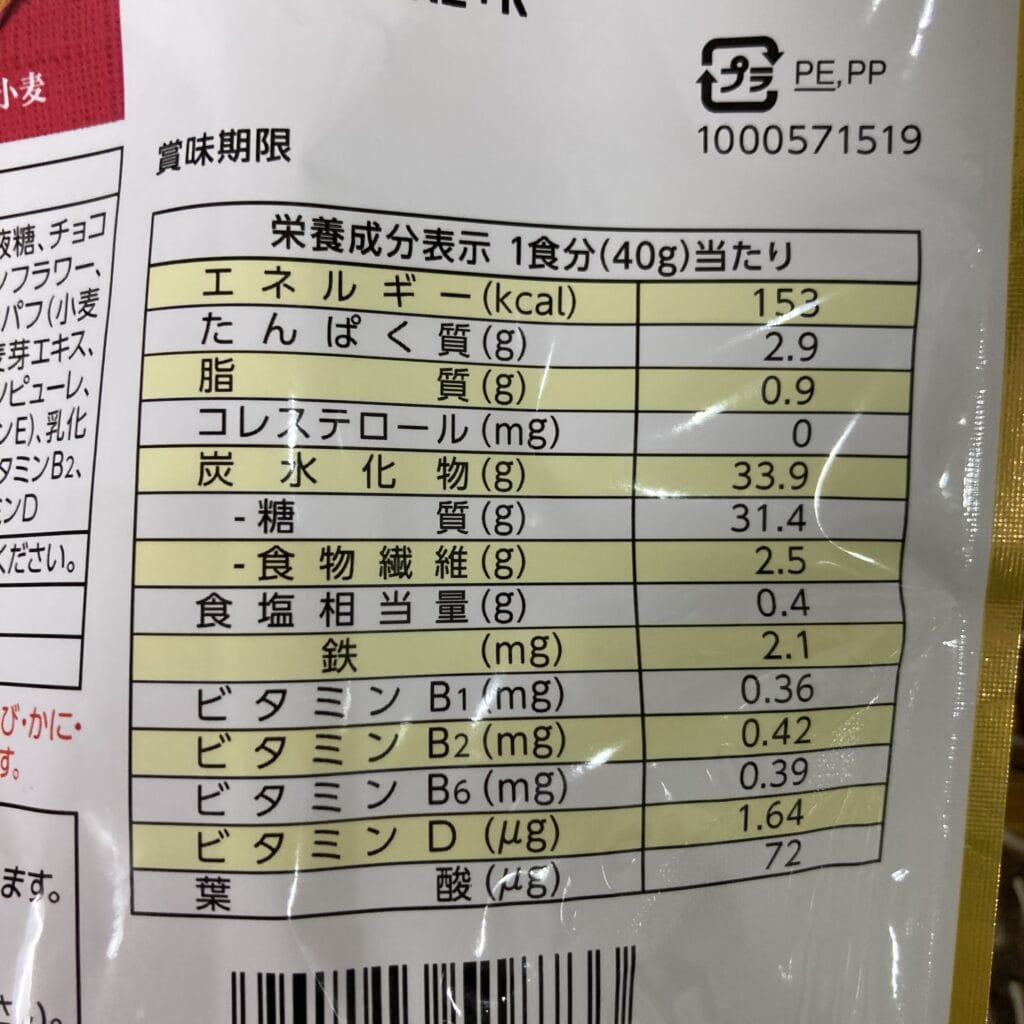 小麦
プラ PE,PP
1000571519
賞味期限
液糖、チョコ
ンフラワー、
パフ(小麦
麦芽エキス、
ンピューレ、
ンE)、乳化
タミンB2、
ミンD
ください。
び・かに・
す。
ます。
栄養成分表示 1食分(40g)当たり
エネルギー(kcal) 153
たんぱく質(g) 2.9
脂質(g) 0.9
コレステロール(mg) 0
炭水化物(g) 33.9
-糖質(g) 31.4
-食物繊維(g) 2.5
食塩相当量(g) 0.4
鉄(mg) 2.1
ビタミンB1(mg) 0.36
ビタミンB2(mg) 0.42
ビタミンB6(mg) 0.39
ビタミンD(μg) 1.64
葉酸(μg) 72